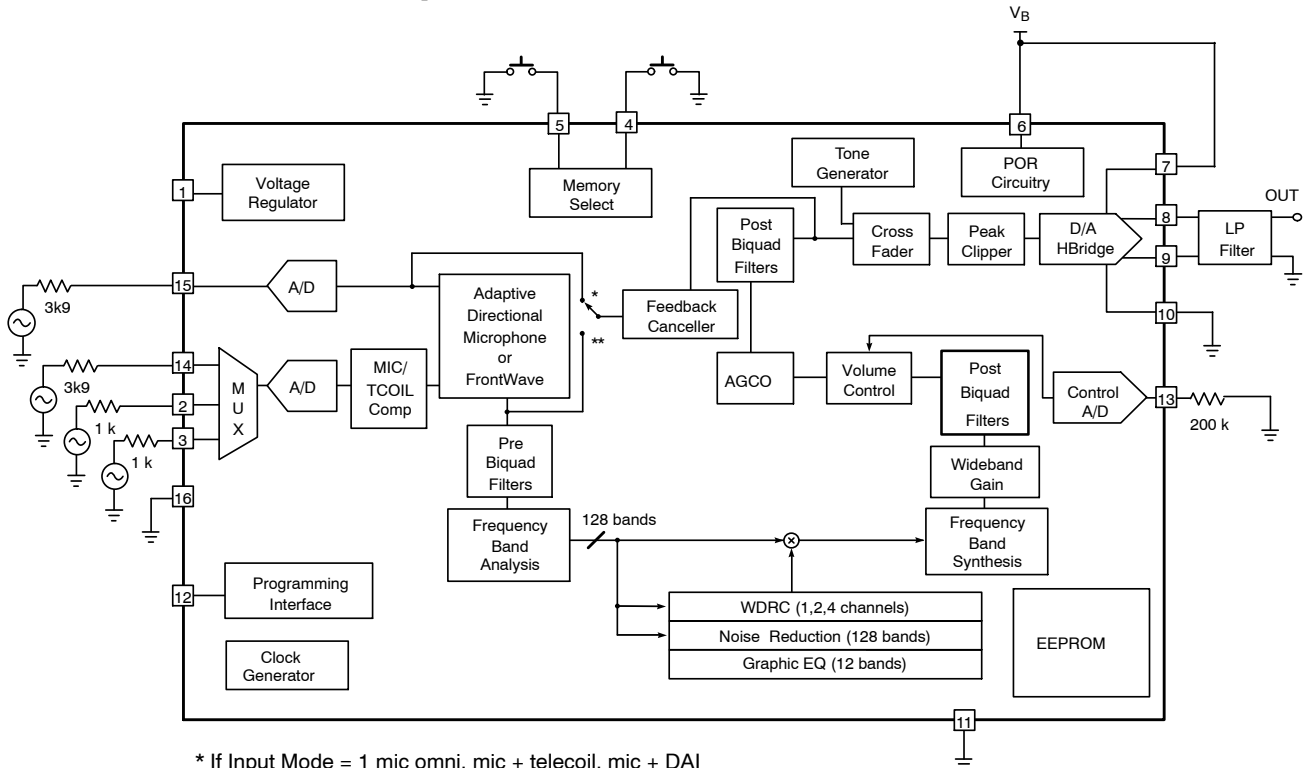 V_B
5
4
6
Memory
Select
Tone
Generator
POR
Circuitry
7
1
Voltage
Regulator
Post
Biquad
Filters
Cross
Fader
Peak
Clipper
D/A
HBridge
8
9
LP
Filter
OUT
15
3k9
A/D
Adaptive
Directional
Microphone
or
FrontWave
*
**
Feedback
Canceller
10
14
3k9
2
1 k
3
1 k
M
U
X
A/D
MIC/
TCOIL
Comp
AGCO
Volume
Control
Post
Biquad
Filters
Control
A/D
13
200 k
16
Pre
Biquad
Filters
Wideband
Gain
Frequency
Band
Analysis
128 bands
Frequency
Band
Synthesis
12
Programming
Interface
WDRC (1,2,4 channels)
Noise Reduction (128 bands)
Graphic EQ (12 bands)
EEPROM
Clock
Generator
11
* If Input Mode = 1 mic omni, mic + telecoil, mic + DAI